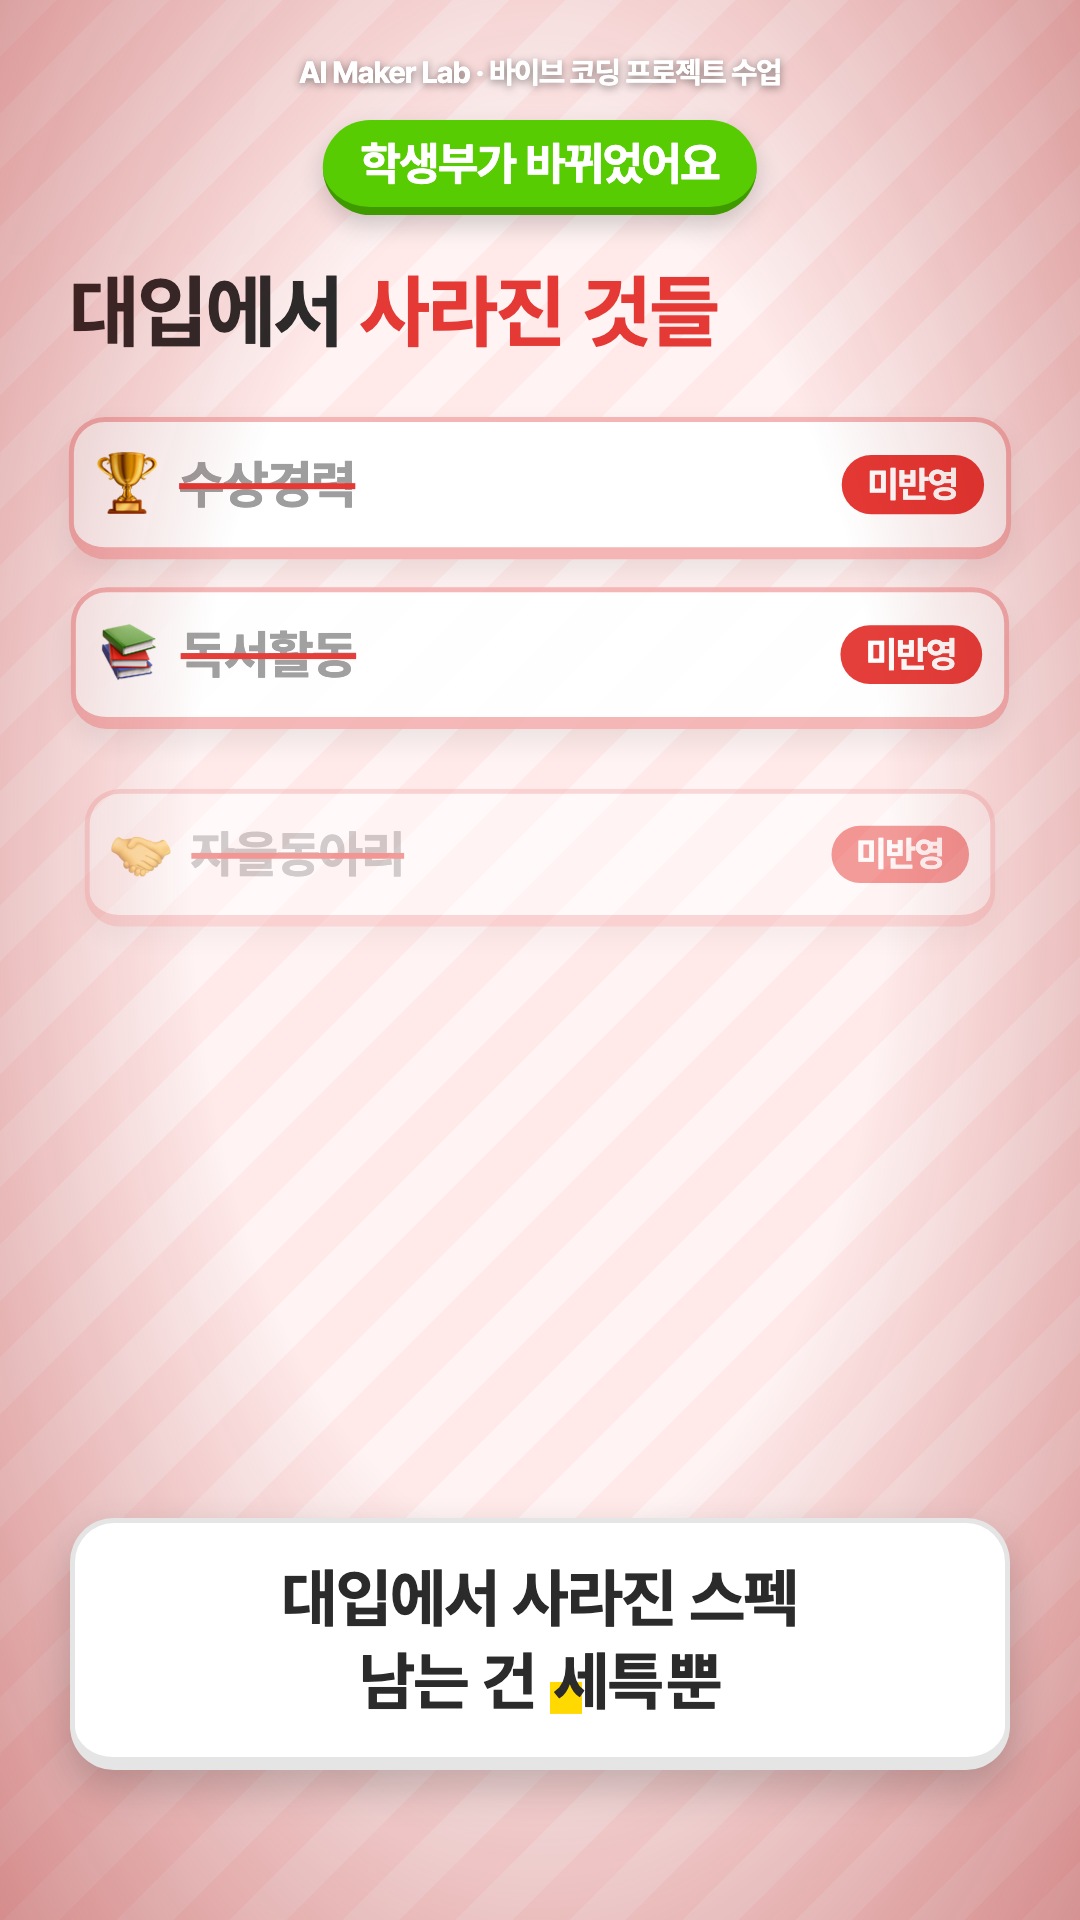 AI Maker Lab · 바이브 코딩 프로젝트 수업
학생부가 바뀌었어요
대입에서 사라진 것들
수상경력 미반영
독서활동 미반영
자율동아리 미반영
대입에서 사라진 스펙
남는 건 세특뿐